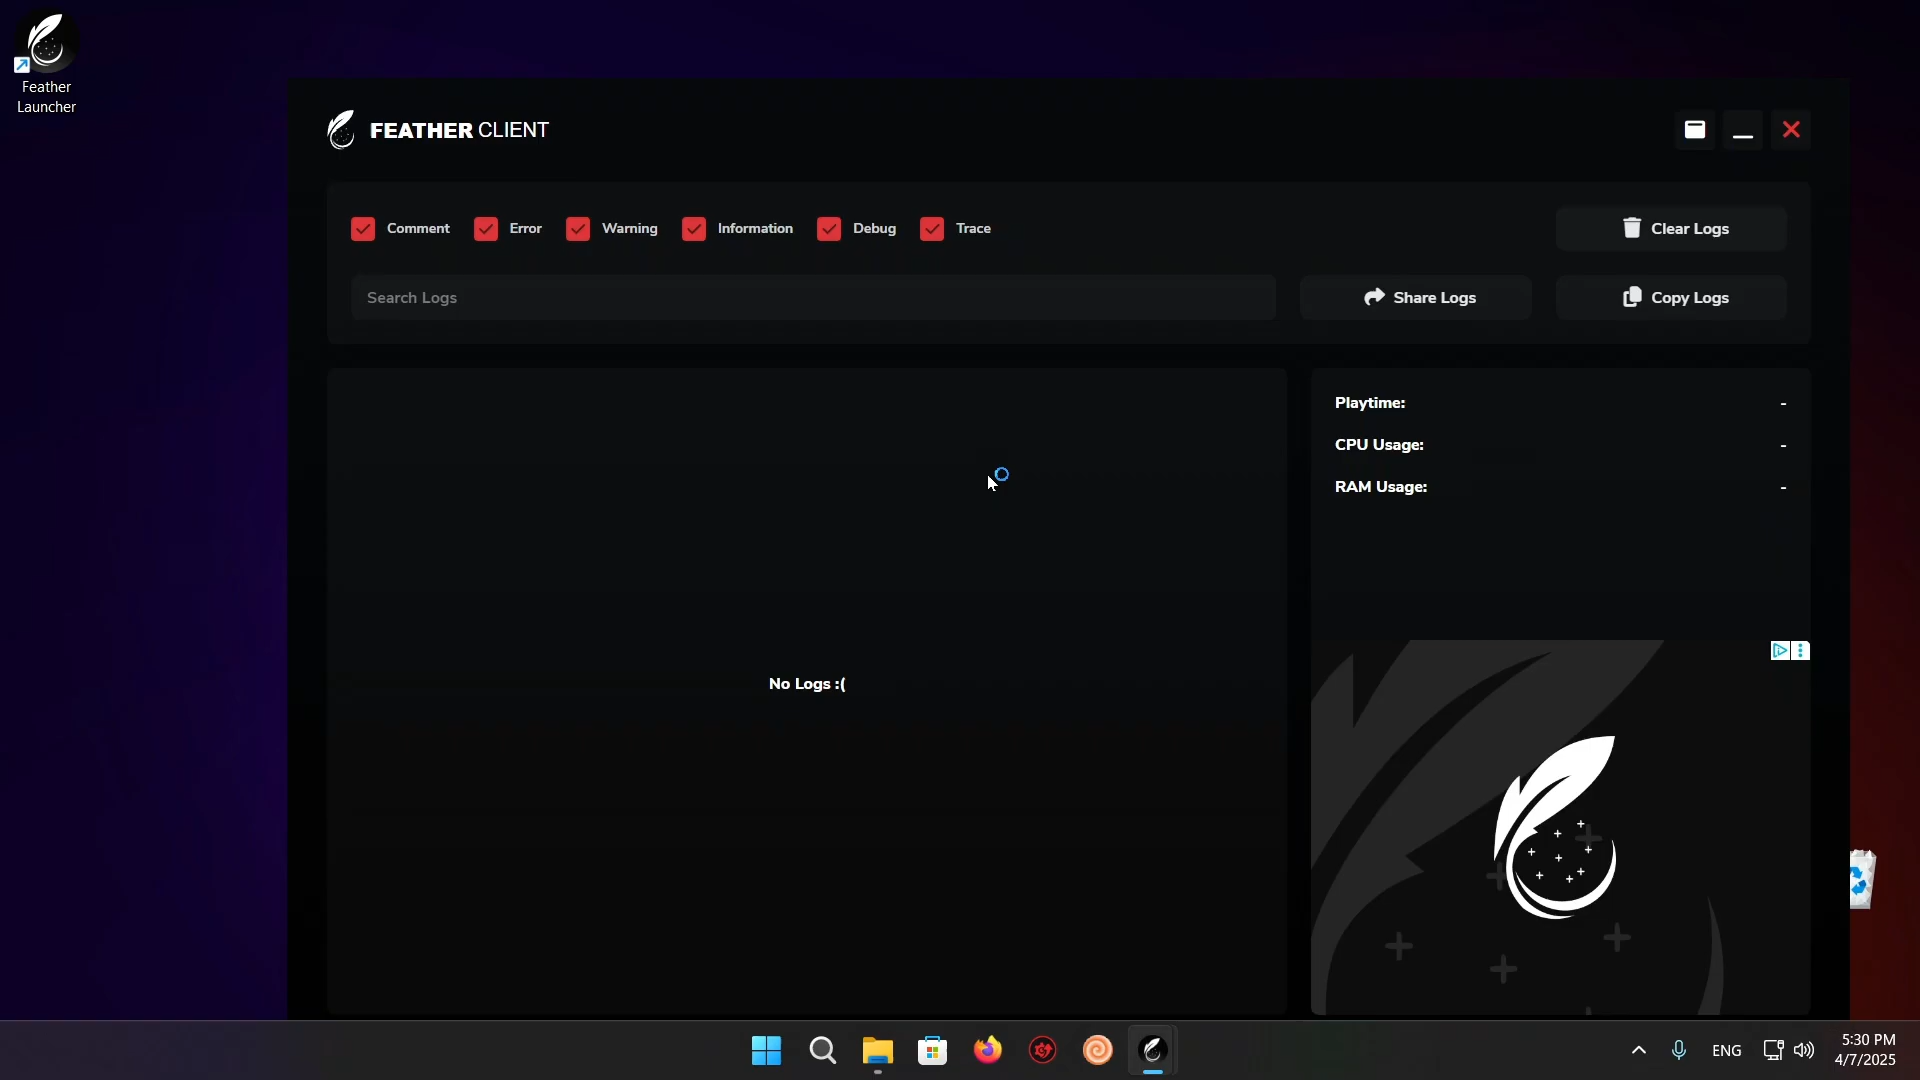 Feather
Launcher
FEATHER CLIENT
Comment Error Warning Information Debug Trace
Clear Logs
Search Logs
Share Logs
Copy Logs
Playtime: -
CPU Usage: -
RAM Usage: -
No Logs :(
ENG
5:30 PM
4/7/2025